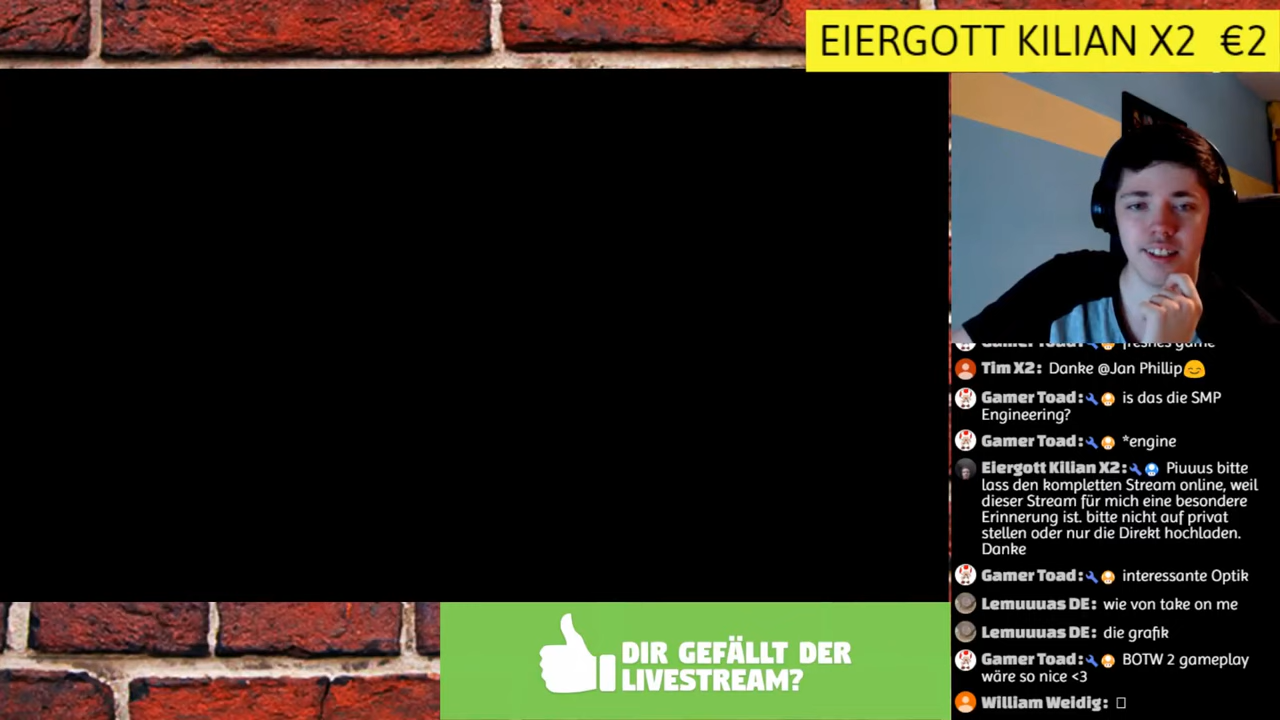 EIERGOTT KILIAN X2 €2
Gamer Toad: freshes game
Tim X2: Danke @Jan Phillip😊
Gamer Toad: is das die SMP
Engineering?
Gamer Toad: *engine
Eiergott Kilian X2: Piuuus bitte
lass den kompletten Stream online, weil
dieser Stream für mich eine besondere
Erinnerung ist. bitte nicht auf privat
stellen oder nur die Direkt hochladen.
Danke
Gamer Toad: interessante Optik
Lemuuuas DE: wie von take on me
Lemuuuas DE: die grafik
Gamer Toad: BOTW 2 gameplay
wäre so nice <3
William Weidig: 
DIR GEFÄLLT DER
LIVESTREAM?